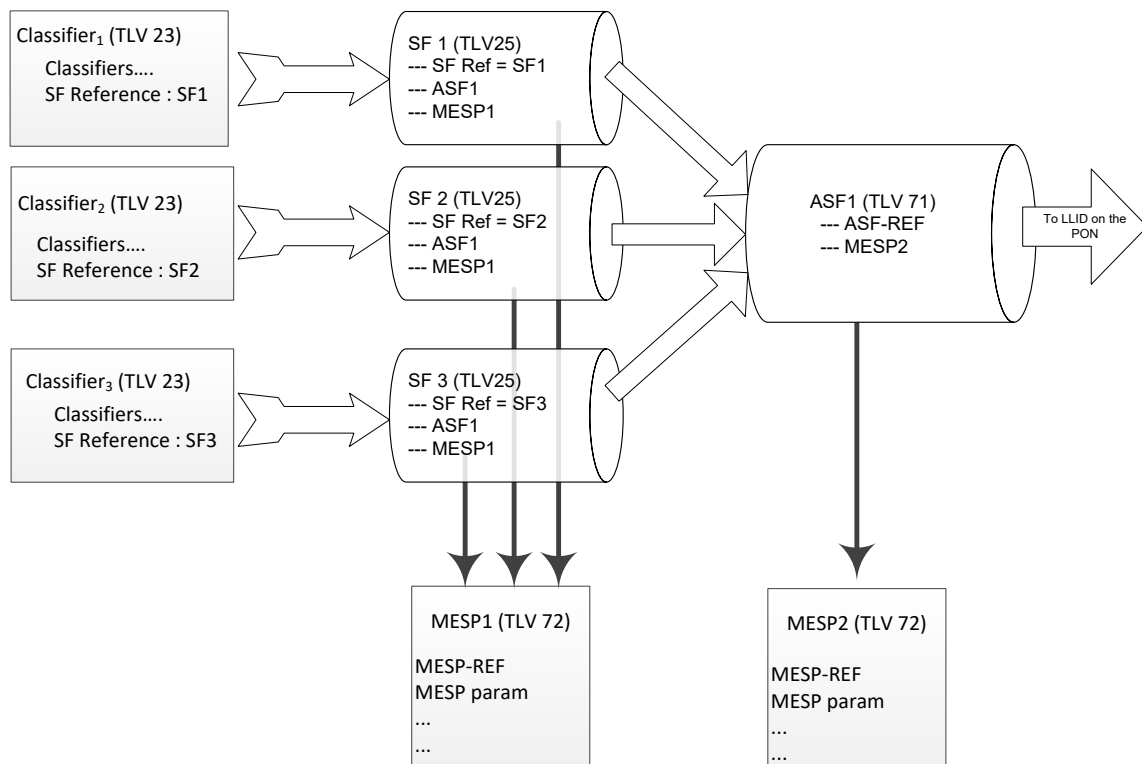 Classifier₁ (TLV 23)
Classifiers....
SF Reference : SF1
SF 1 (TLV25)
--- SF Ref = SF1
--- ASF1
--- MESP1
Classifier₂ (TLV 23)
Classifiers....
SF Reference : SF2
SF 2 (TLV25)
--- SF Ref = SF2
--- ASF1
--- MESP1
Classifier₃ (TLV 23)
Classifiers....
SF Reference : SF3
SF 3 (TLV25)
--- SF Ref = SF3
--- ASF1
--- MESP1
ASF1 (TLV 71)
--- ASF-REF
--- MESP2
To LLID on the
PON
MESP1 (TLV 72)
MESP-REF
MESP param
...
...
MESP2 (TLV 72)
MESP-REF
MESP param
...
...